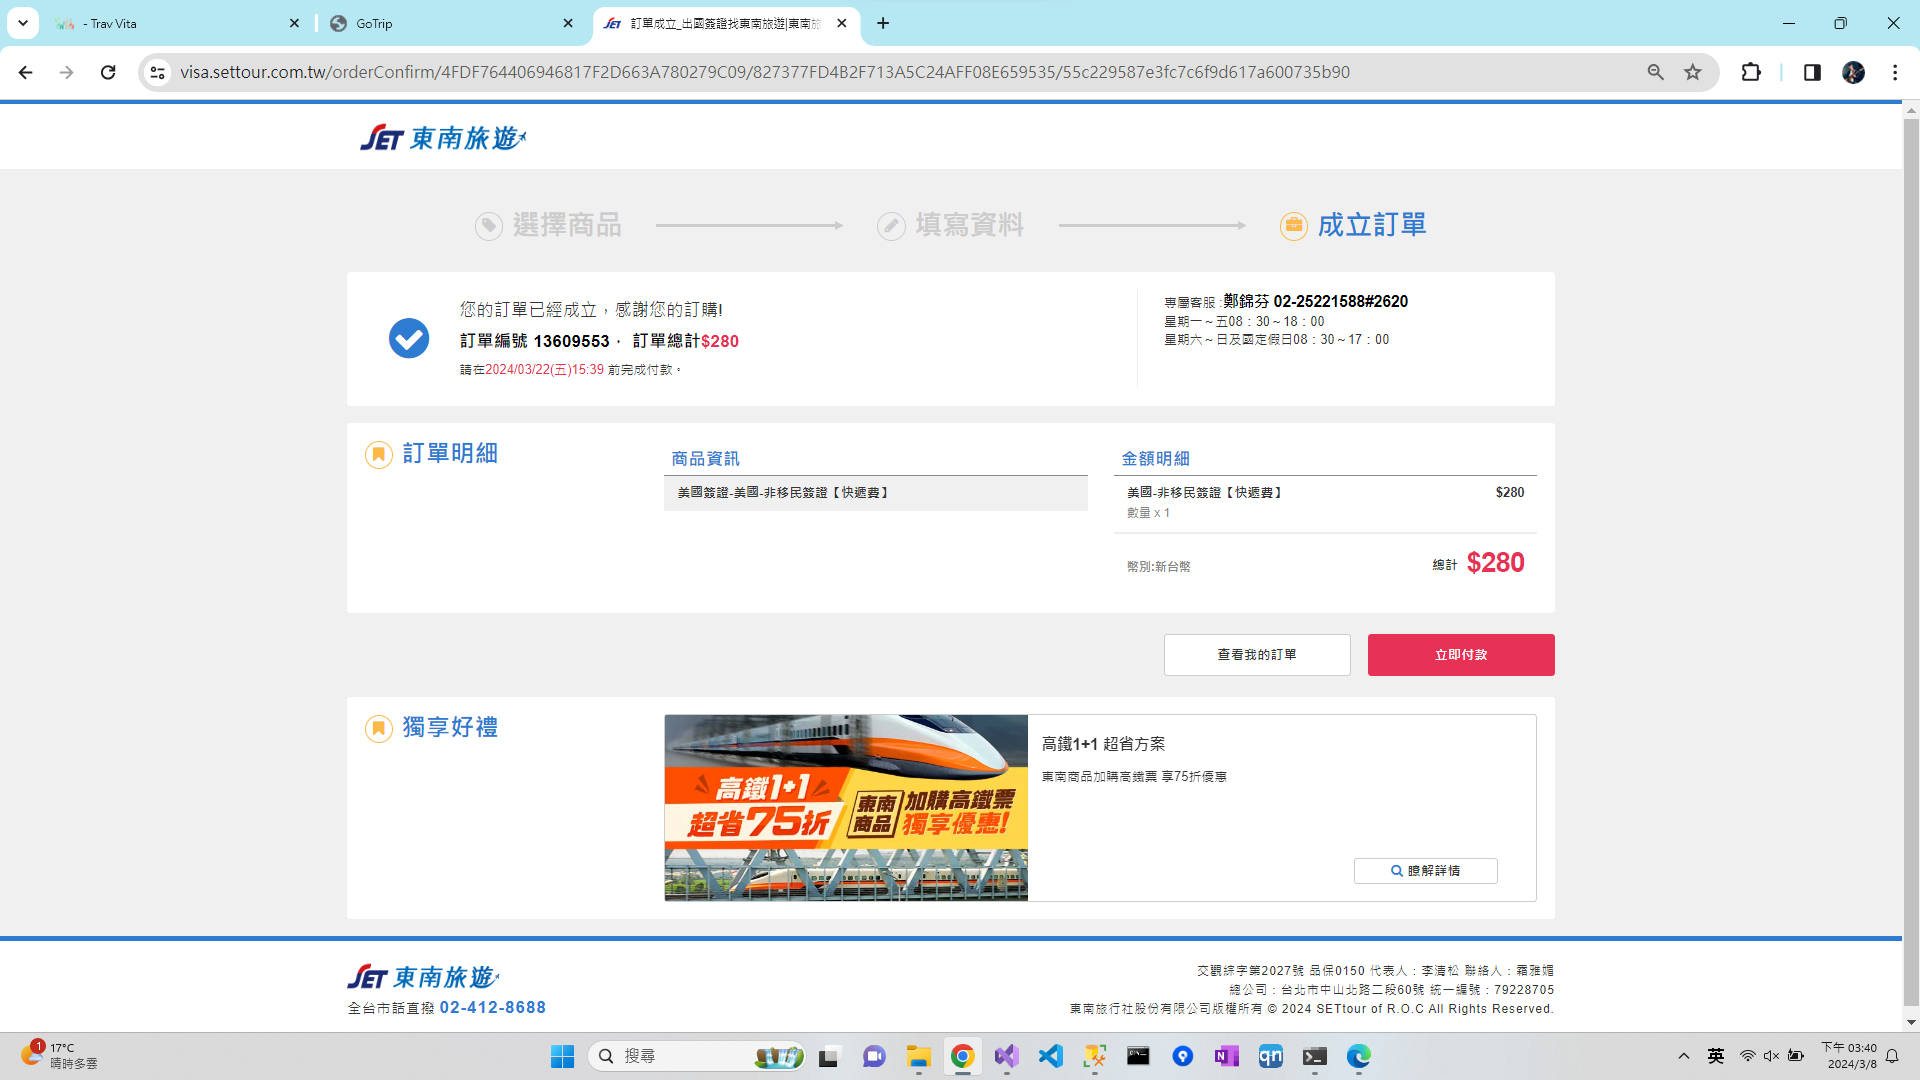 - Trav Vita
GoTrip
訂單成立_出國簽證找東南旅遊|東南旅
visa.settour.com.tw/orderConfirm/4FDF764406946817F2D663A780279C09/827377FD4B2F713A5C24AFF08E659535/55c229587e3fc7c6f9d617a600735b90
SET 東南旅遊
選擇商品
填寫資料
成立訂單
您的訂單已經成立，感謝您的訂購!
訂單編號 13609553， 訂單總計$280
請在2024/03/22(五)15:39 前完成付款。
專屬客服 :鄭錦芬 02-25221588#2620
星期一～五08：30～18：00
星期六～日及國定假日08：30～17：00
訂單明細
商品資訊
美國簽證-美國-非移民簽證【快遞費】
金額明細
美國-非移民簽證【快遞費】 $280
數量 x 1
幣別:新台幣 總計 $280
查看我的訂單
立即付款
獨享好禮
高鐵1+1
超省75折
東南商品
加購高鐵票
獨享優惠!
高鐵1+1 超省方案
東南商品加購高鐵票 享75折優惠
瞭解詳情
SET 東南旅遊
全台市話直撥 02-412-8688
交觀綜字第2027號 品保0150 代表人：李清松 聯絡人：羅雅媚
總公司：台北市中山北路二段60號 統一編號：79228705
東南旅行社股份有限公司版權所有 © 2024 SETtour of R.O.C All Rights Reserved.
1
17°C
晴時多雲
搜尋
英
下午 03:40
2024/3/8